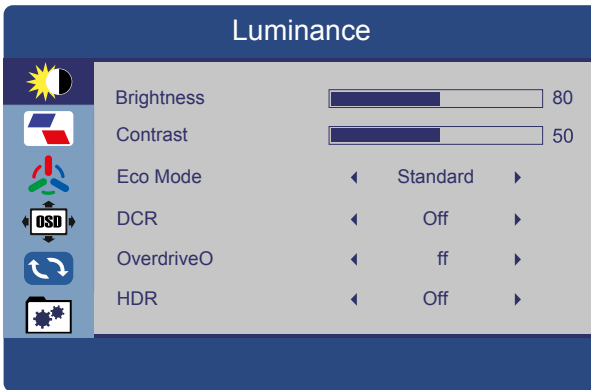 Luminance
Brightness 80
Contrast 50
Eco Mode Standard
DCR Off
OverdriveO ff
OSD
HDR Off